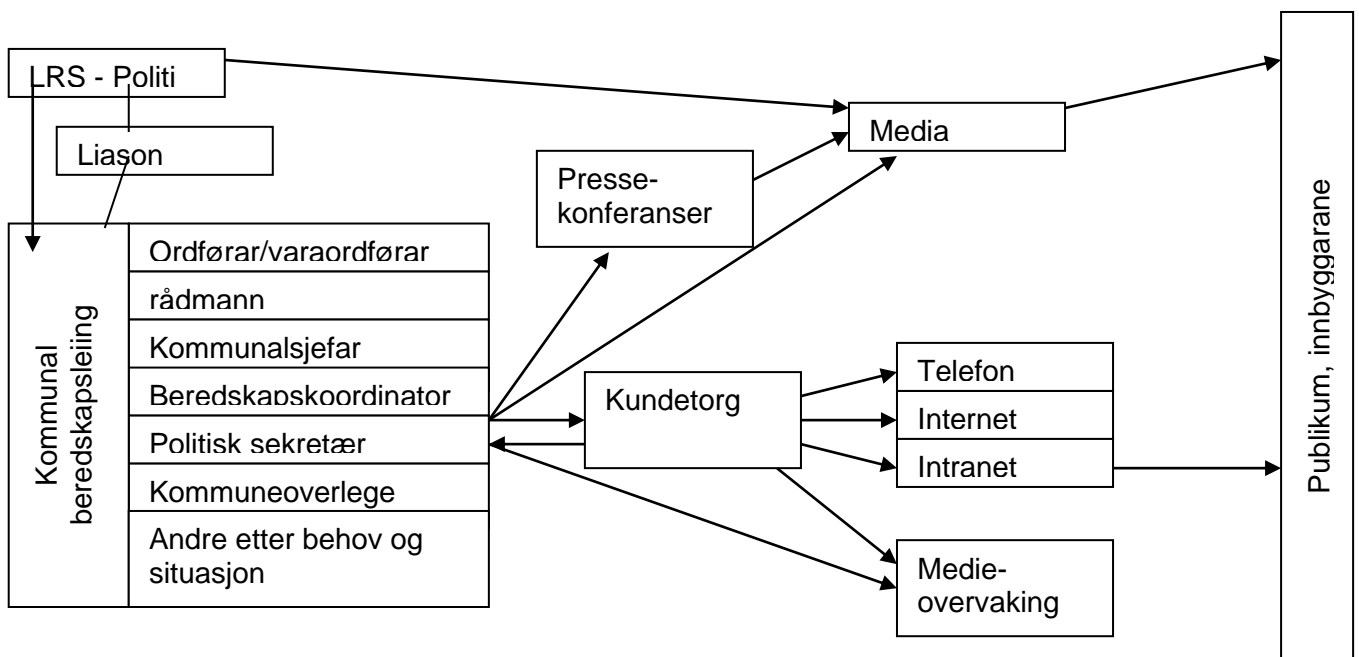 LRS - Politi
Liason
Media
Presse-
konferanser
Kommunal
beredskapsleiing
Ordførar/varaordførar
rådmann
Kommunalsjefar
Beredskapskoordinator
Politisk sekretær
Kommuneoverlege
Andre etter behov og
situasjon
Kundetorg
Telefon
Internet
Intranet
Medie-
overvaking
Publikum, innbyggarane